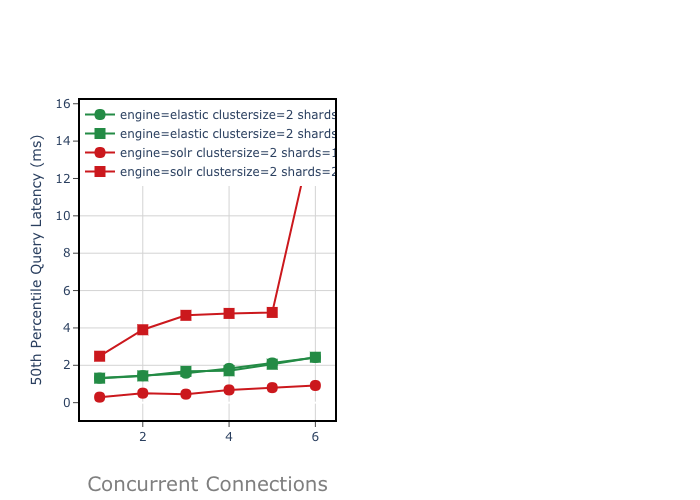 16
14
12
10
8
6
4
2
0
50th Percentile Query Latency (ms)
engine=elastic clustersize=2 shards
engine=elastic clustersize=2 shards
engine=solr clustersize=2 shards=1
engine=solr clustersize=2 shards=2
2 4 6
Concurrent Connections